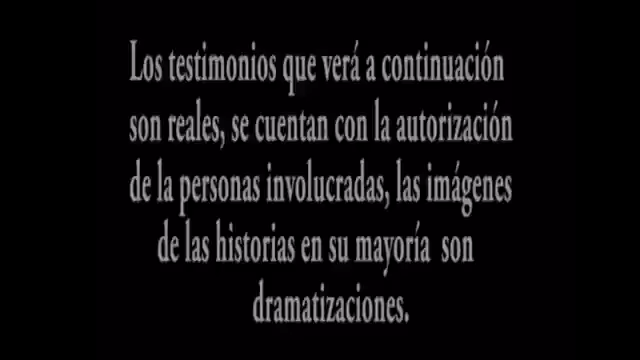 Los testimonios que verá a continuación
son reales, se cuentan con la autorización
de la personas involucradas, las imágenes
de las historias en su mayoría son
dramatizaciones.